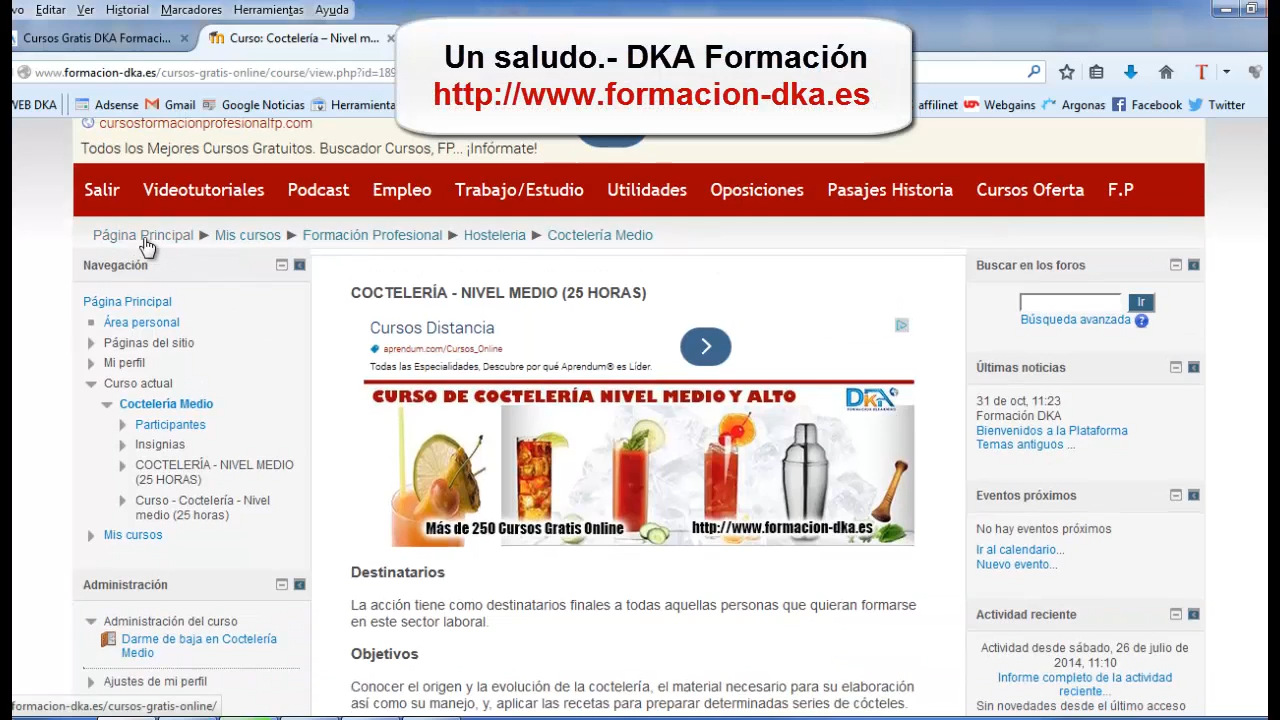 Editar Ver Historial Marcadores Herramientas Ayuda
Cursos Gratis DKA Formaci...
Curso: Coctelería – Nivel m...
Un saludo.- DKA Formación
http://www.formacion-dka.es
www.formacion-dka.es/cursos-gratis-online/course/view.php?id=189
WEB DKA Adsense Gmail Google Noticias Herramienta
affilinet Webgains Argonas Facebook Twitter
cursosformacionprofesionalfp.com
Todos los Mejores Cursos Gratuitos. Buscador Cursos, FP... ¡Infórmate!
Salir Videotutoriales Podcast Empleo Trabajo/Estudio Utilidades Oposiciones Pasajes Historia Cursos Oferta F.P
Página Principal ► Mis cursos ► Formación Profesional ► Hosteleria ► Coctelería Medio
Navegación
Página Principal
Área personal
Páginas del sitio
Mi perfil
Curso actual
Coctelería Medio
Participantes
Insignias
COCTELERÍA - NIVEL MEDIO
(25 HORAS)
Curso - Coctelería - Nivel
medio (25 horas)
Mis cursos
Administración
Administración del curso
Darme de baja en Coctelería
Medio
Ajustes de mi perfil
formacion-dka.es/cursos-gratis-online/
COCTELERÍA - NIVEL MEDIO (25 HORAS)
Cursos Distancia
aprendum.com/Cursos_Online
Todas las Especialidades, Descubre por qué Aprendum® es Líder.
CURSO DE COCTELERÍA NIVEL MEDIO Y ALTO
DKA
Más de 250 Cursos Gratis Online
http://www.formacion-dka.es
Destinatarios
La acción tiene como destinatarios finales a todas aquellas personas que quieran formarse
en este sector laboral.
Objetivos
Conocer el origen y la evolución de la coctelería, el material necesario para su elaboración
así como su manejo, y, aplicar las recetas para preparar determinadas series de cócteles.
Buscar en los foros
Ir
Búsqueda avanzada
Últimas noticias
31 de oct, 11:23
Formación DKA
Bienvenidos a la Plataforma
Temas antiguos ...
Eventos próximos
No hay eventos próximos
Ir al calendario...
Nuevo evento...
Actividad reciente
Actividad desde sábado, 26 de julio de
2014, 11:10
Informe completo de la actividad
reciente...
Sin novedades desde el último acceso